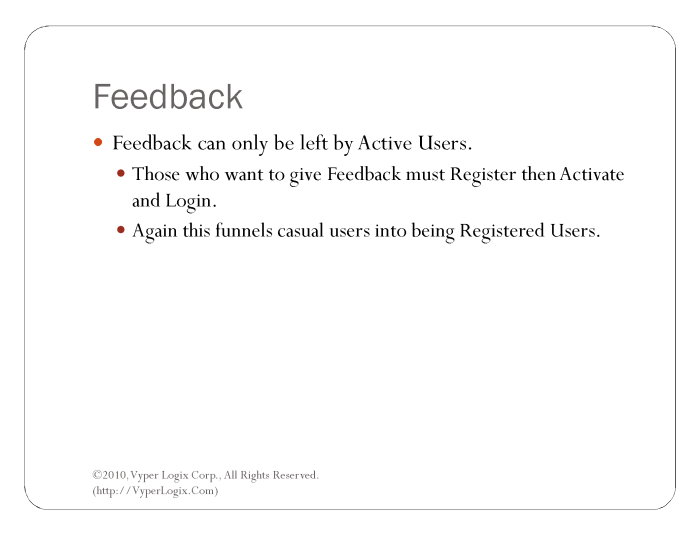 Feedback
Feedback can only be left by Active Users.
Those who want to give Feedback must Register then Activate
and Login.
Again this funnels casual users into being Registered Users.
©2010, Vyper Logix Corp., All Rights Reserved.
(http://VyperLogix.Com)